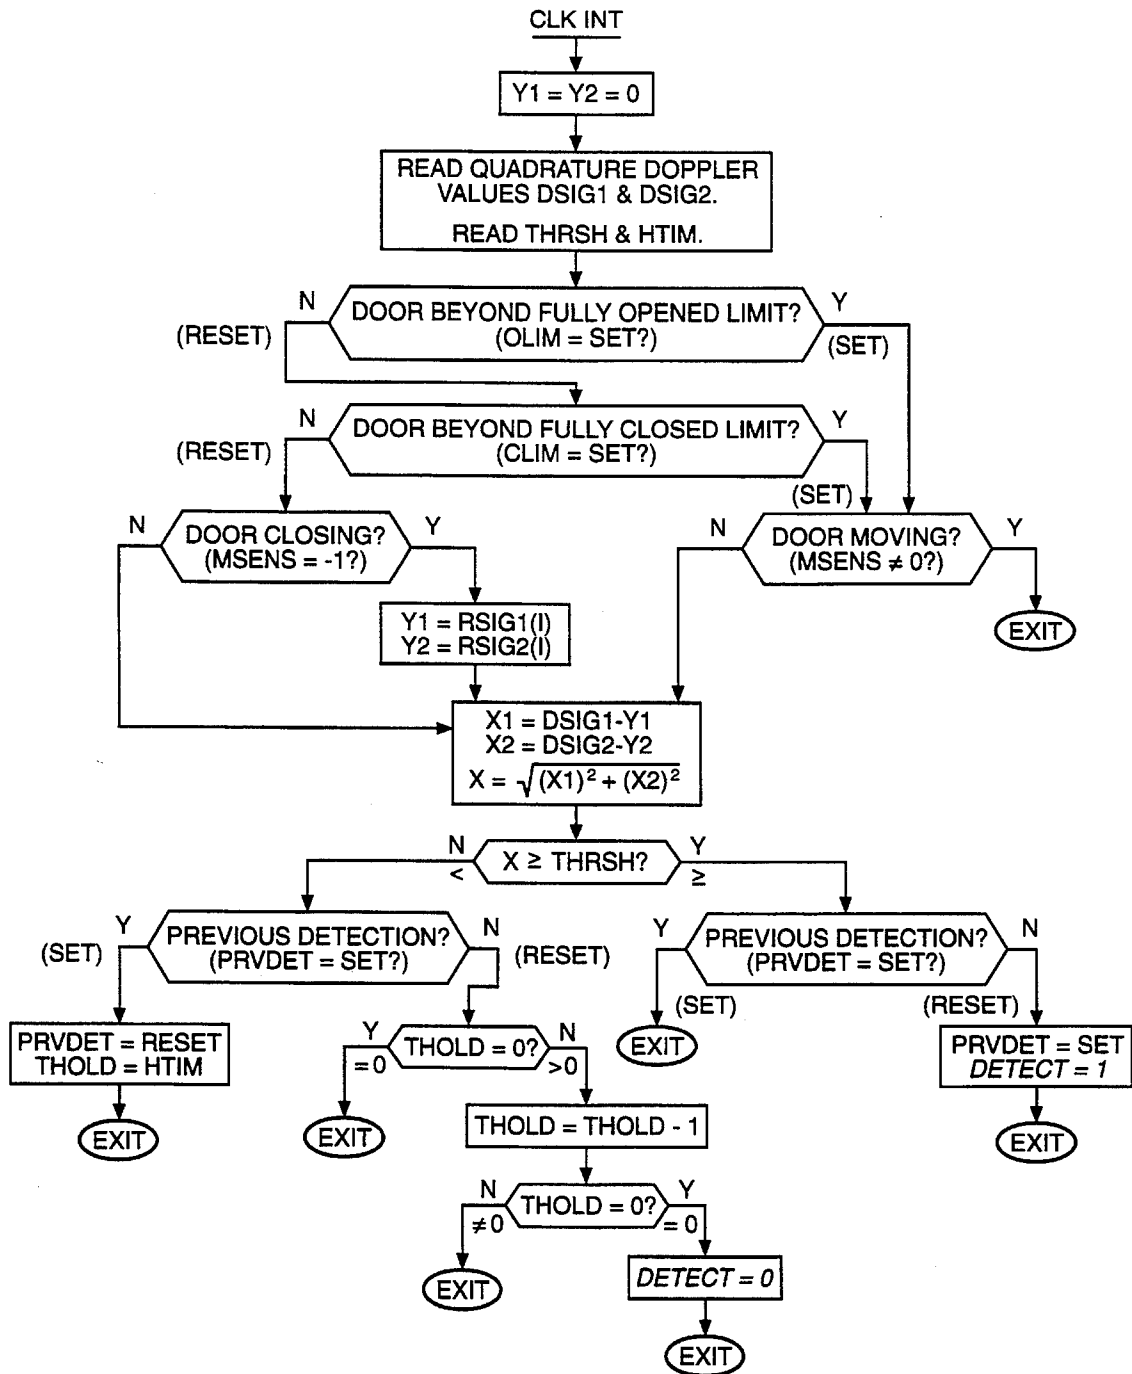 CLK INT
Y1 = Y2 = 0
READ QUADRATURE DOPPLER
VALUES DSIG1 & DSIG2.
READ THRSH & HTIM.
N
DOOR BEYOND FULLY OPENED LIMIT?
Y
(RESET)
(OLIM = SET?)
(SET)
N
DOOR BEYOND FULLY CLOSED LIMIT?
Y
(RESET)
(CLIM = SET?)
(SET)
N
DOOR CLOSING?
Y
(MSENS = -1?)
N
DOOR MOVING?
Y
(MSENS ≠ 0?)
EXIT
Y1 = RSIG1(I)
Y2 = RSIG2(I)
X1 = DSIG1-Y1
X2 = DSIG2-Y2
X = √(X1)² + (X2)²
N
X ≥ THRSH?
Y
<
≥
Y
PREVIOUS DETECTION?
N
(SET)
(PRVDET = SET?)
(RESET)
Y
PREVIOUS DETECTION?
N
(PRVDET = SET?)
(SET)
(RESET)
PRVDET = RESET
THOLD = HTIM
EXIT
Y
THOLD = 0?
N
=0
>0
EXIT
EXIT
PRVDET = SET
DETECT = 1
EXIT
THOLD = THOLD - 1
N
THOLD = 0?
Y
≠0
= 0
EXIT
DETECT = 0
EXIT